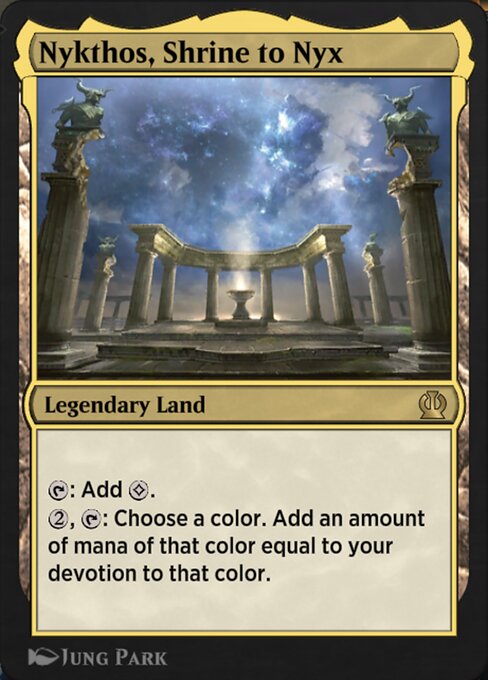 Nykthos, Shrine to Nyx
Legendary Land
: Add .
2, : Choose a color. Add an amount
of mana of that color equal to your
devotion to that color.
Jung Park